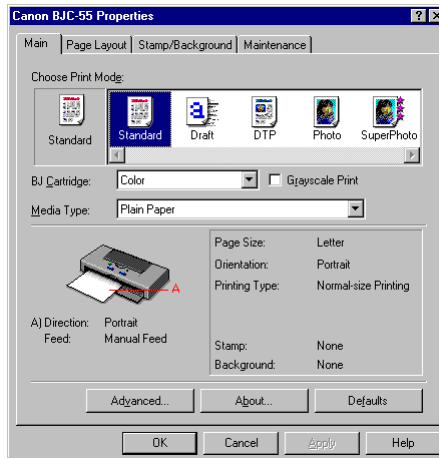 Canon BJC-55 Properties
Main Page Layout Stamp/Background Maintenance
Choose Print Mode:
Standard Standard Draft DTP Photo SuperPhoto
BJ Cartridge: Color Grayscale Print
Media Type: Plain Paper
Page Size: Letter
Orientation: Portrait
Printing Type: Normal-size Printing
A
A) Direction: Portrait
Feed: Manual Feed
Stamp: None
Background: None
Advanced... About... Defaults
OK Cancel Apply Help